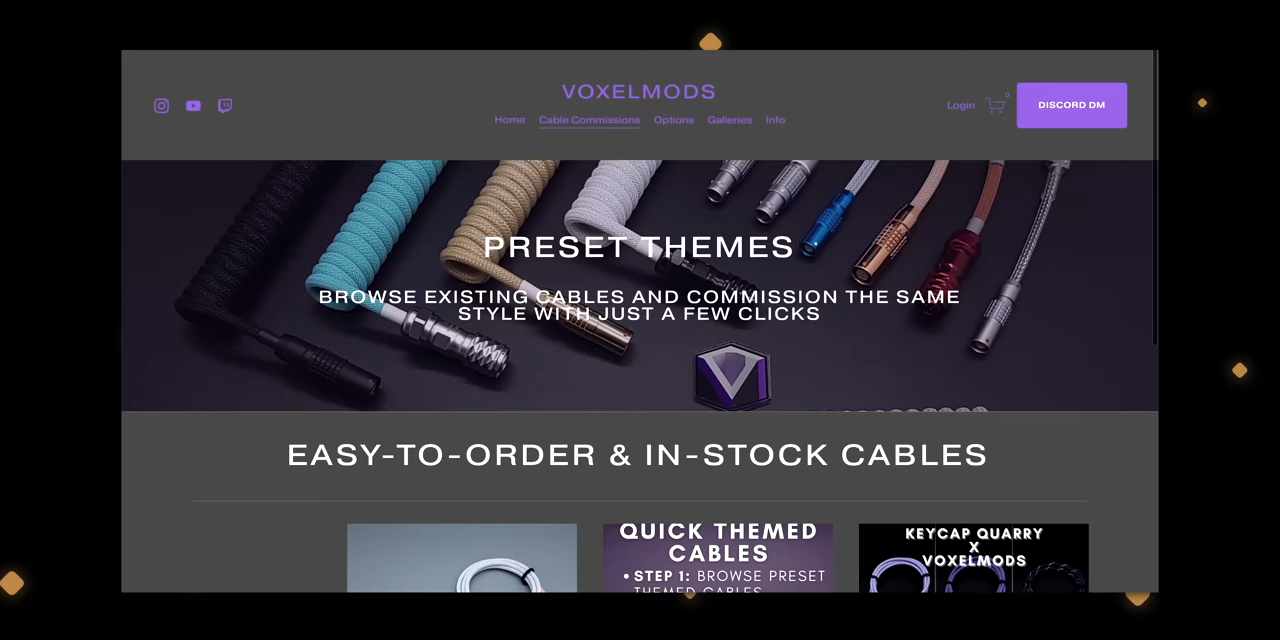 VOXELMODS
Home Cable Commissions Options Galleries Info
Login 0 DISCORD DM
PRESET THEMES
BROWSE EXISTING CABLES AND COMMISSION THE SAME
STYLE WITH JUST A FEW CLICKS
EASY-TO-ORDER & IN-STOCK CABLES
QUICK THEMED
CABLES
• STEP 1: BROWSE PRESET
THEMED CABLES
KEYCAP QUARRY
X
VOXELMODS